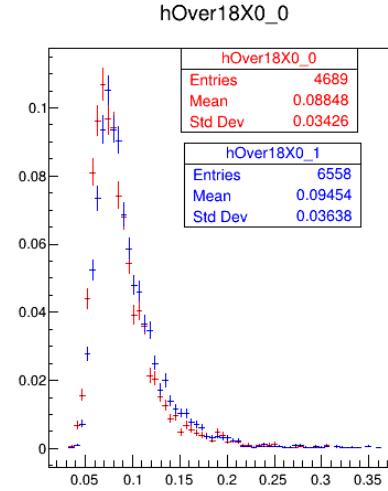 hOver18X0_0
hOver18X0_0
Entries 4689
Mean 0.08848
Std Dev 0.03426
hOver18X0_1
Entries 6558
Mean 0.09454
Std Dev 0.03638
0.1
0.08
0.06
0.04
0.02
0
0.05 0.1 0.15 0.2 0.25 0.3 0.35